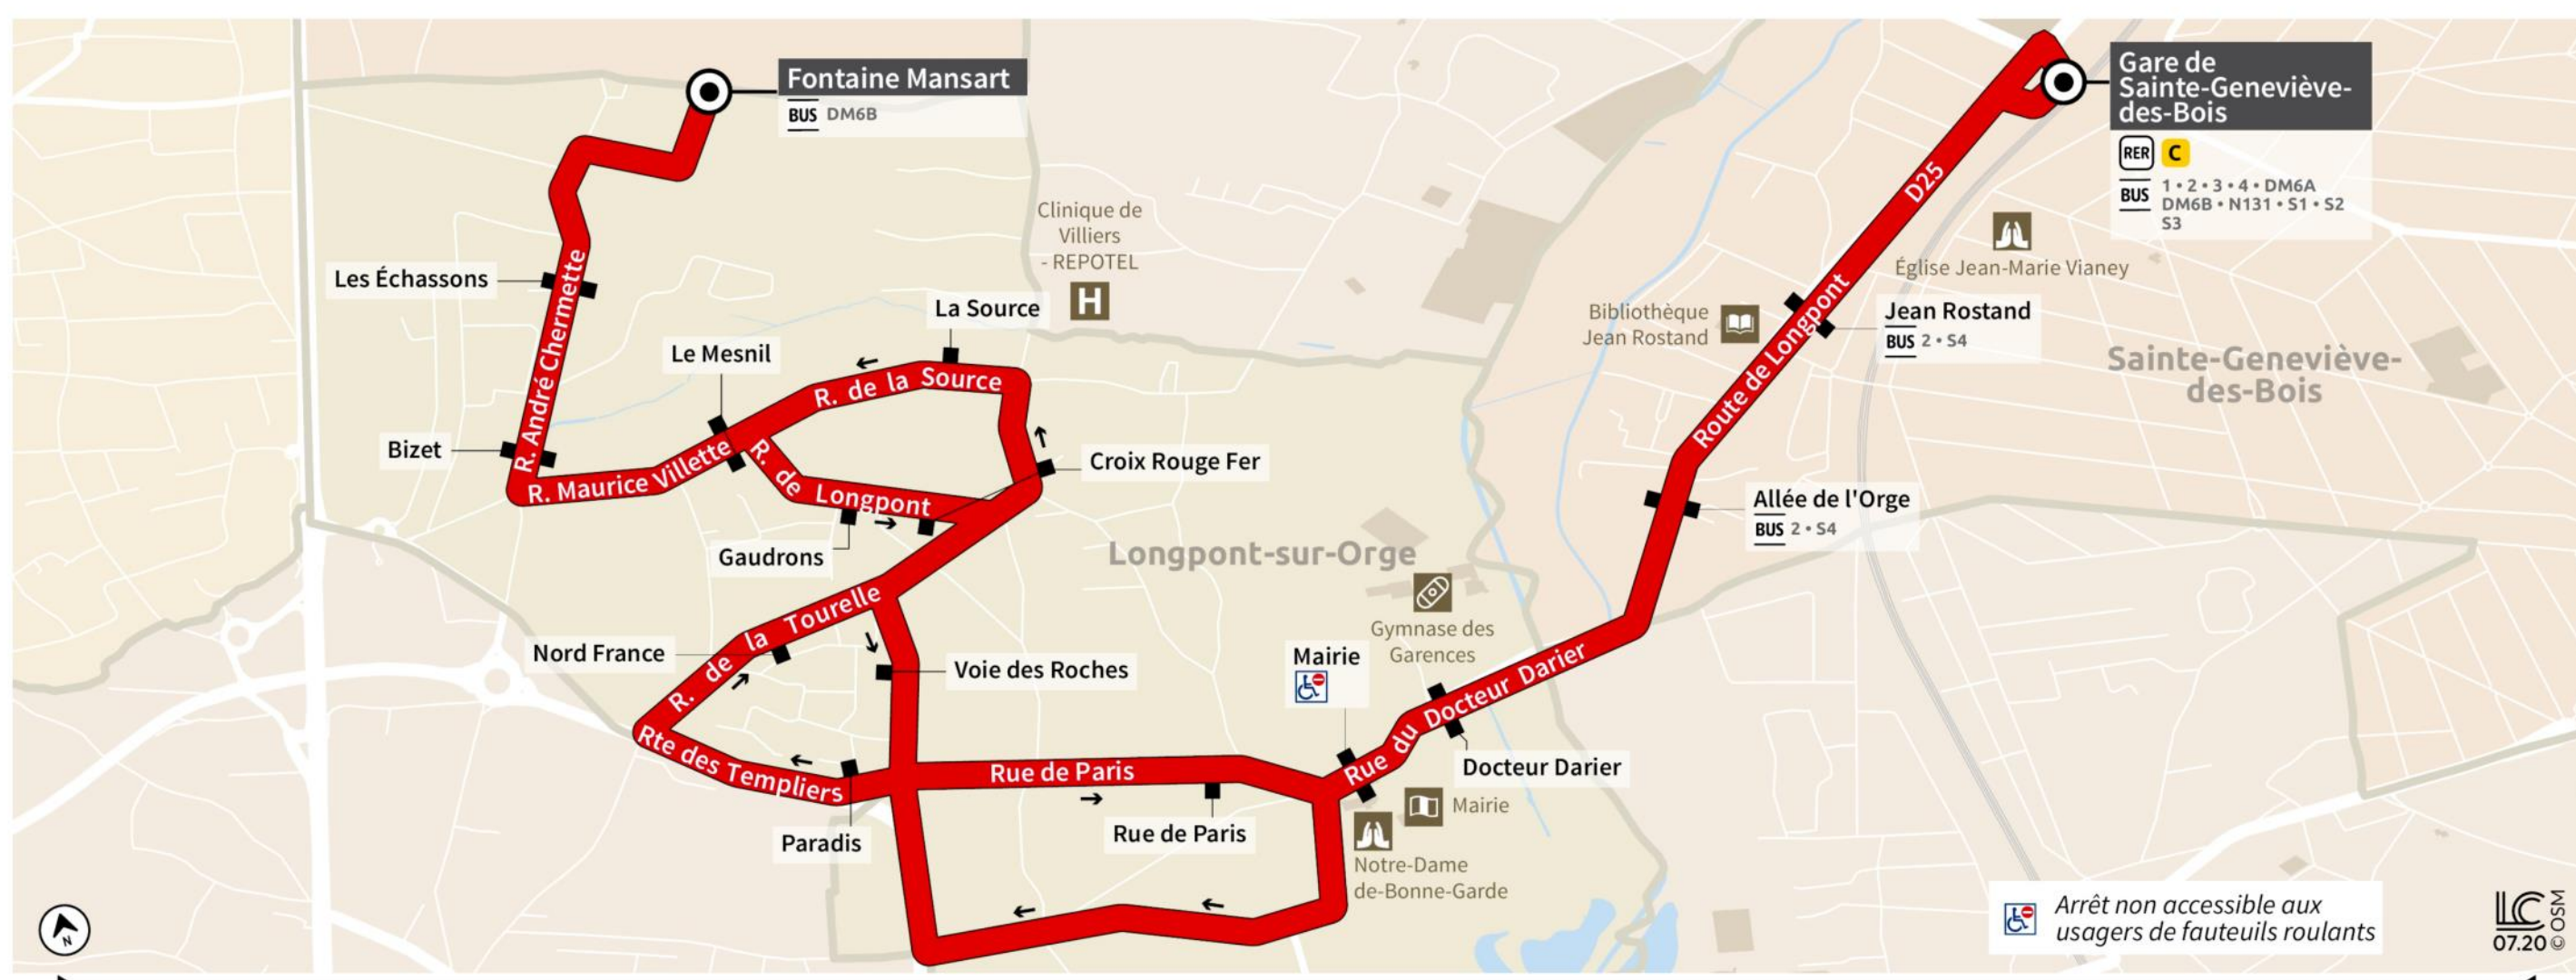 Fontaine Mansart
BUS DM6B
Gare de
Sainte-Geneviève-
des-Bois
RER C
BUS 1 • 2 • 3 • 4 • DM6A
DM6B • N131 • S1 • S2
S3
D25
Clinique de
Villiers
- REPOTEL
H
Église Jean-Marie Vianey
Les Échassons
R. André Chermette
La Source
Bibliothèque
Jean Rostand
Route de Longpont
Jean Rostand
BUS 2 • S4
Sainte-Geneviève-
des-Bois
Le Mesnil
R. de la Source
Bizet
R. Maurice Villette
R. de Longpont
Croix Rouge Fer
Allée de l'Orge
BUS 2 • S4
Gaudrons
Longpont-sur-Orge
Gymnase des
Garences
Nord France
R. de la Tourelle
Voie des Roches
Mairie
Rue du Docteur Darier
Rte des Templiers
Rue de Paris
Docteur Darier
Mairie
Paradis
Rue de Paris
Notre-Dame
de-Bonne-Garde
N
Arrêt non accessible aux
usagers de fauteuils roulants
LC
07.20 © OSM